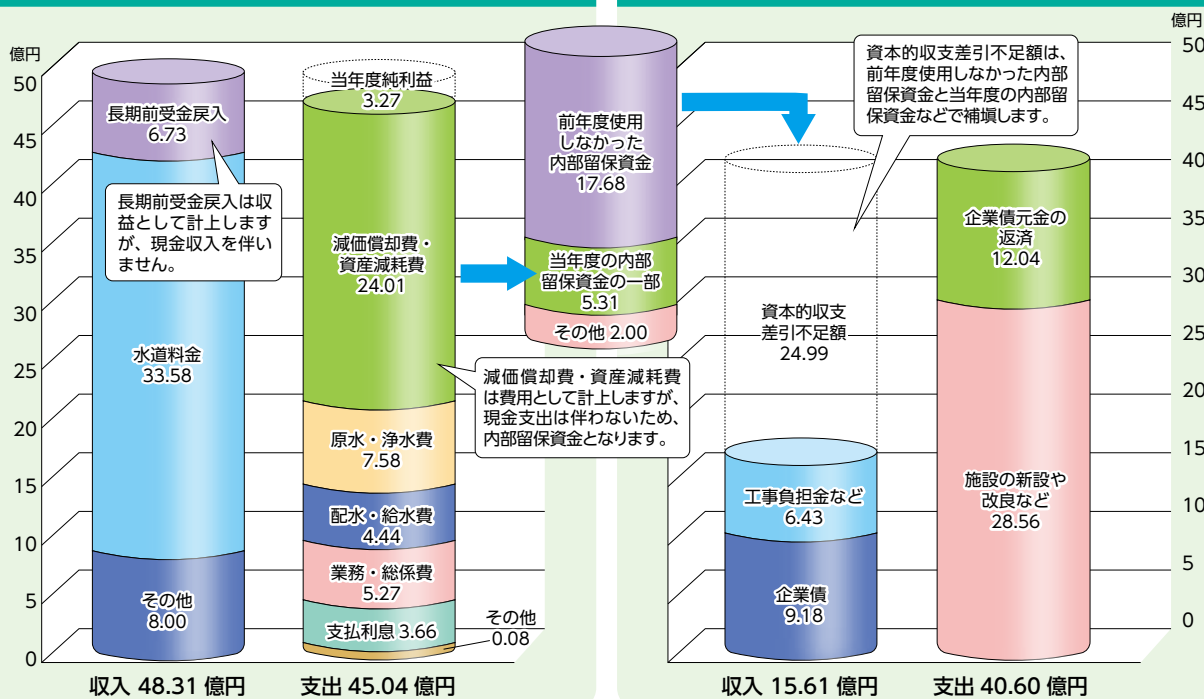 億円
50
45
40
35
30
25
20
15
10
5
0
長期前受金戻入
6.73
長期前受金戻入は収
益として計上します
が、現金収入を伴い
ません。
水道料金
33.58
その他
8.00
収入 48.31 億円
当年度純利益
3.27
減価償却費・
資産減耗費
24.01
減価償却費・資産減耗費
は費用として計上しますが、
現金支出は伴わないため、
内部留保資金となります。
原水・浄水費
7.58
配水・給水費
4.44
業務・総係費
5.27
支払利息 3.66
その他
0.08
支出 45.04 億円
前年度使用
しなかった
内部留保資金
17.68
当年度の内部
留保資金の一部
5.31
その他 2.00
資本的収支差引不足額は、
前年度使用しなかった内部
留保資金と当年度の内部留
保資金などで補塡します。
資本的収支
差引不足額
24.99
工事負担金など
6.43
企業債
9.18
収入 15.61 億円
企業債元金の
返済
12.04
施設の新設や
改良など
28.56
支出 40.60 億円
億円
50
45
40
35
30
25
20
15
10
5
0